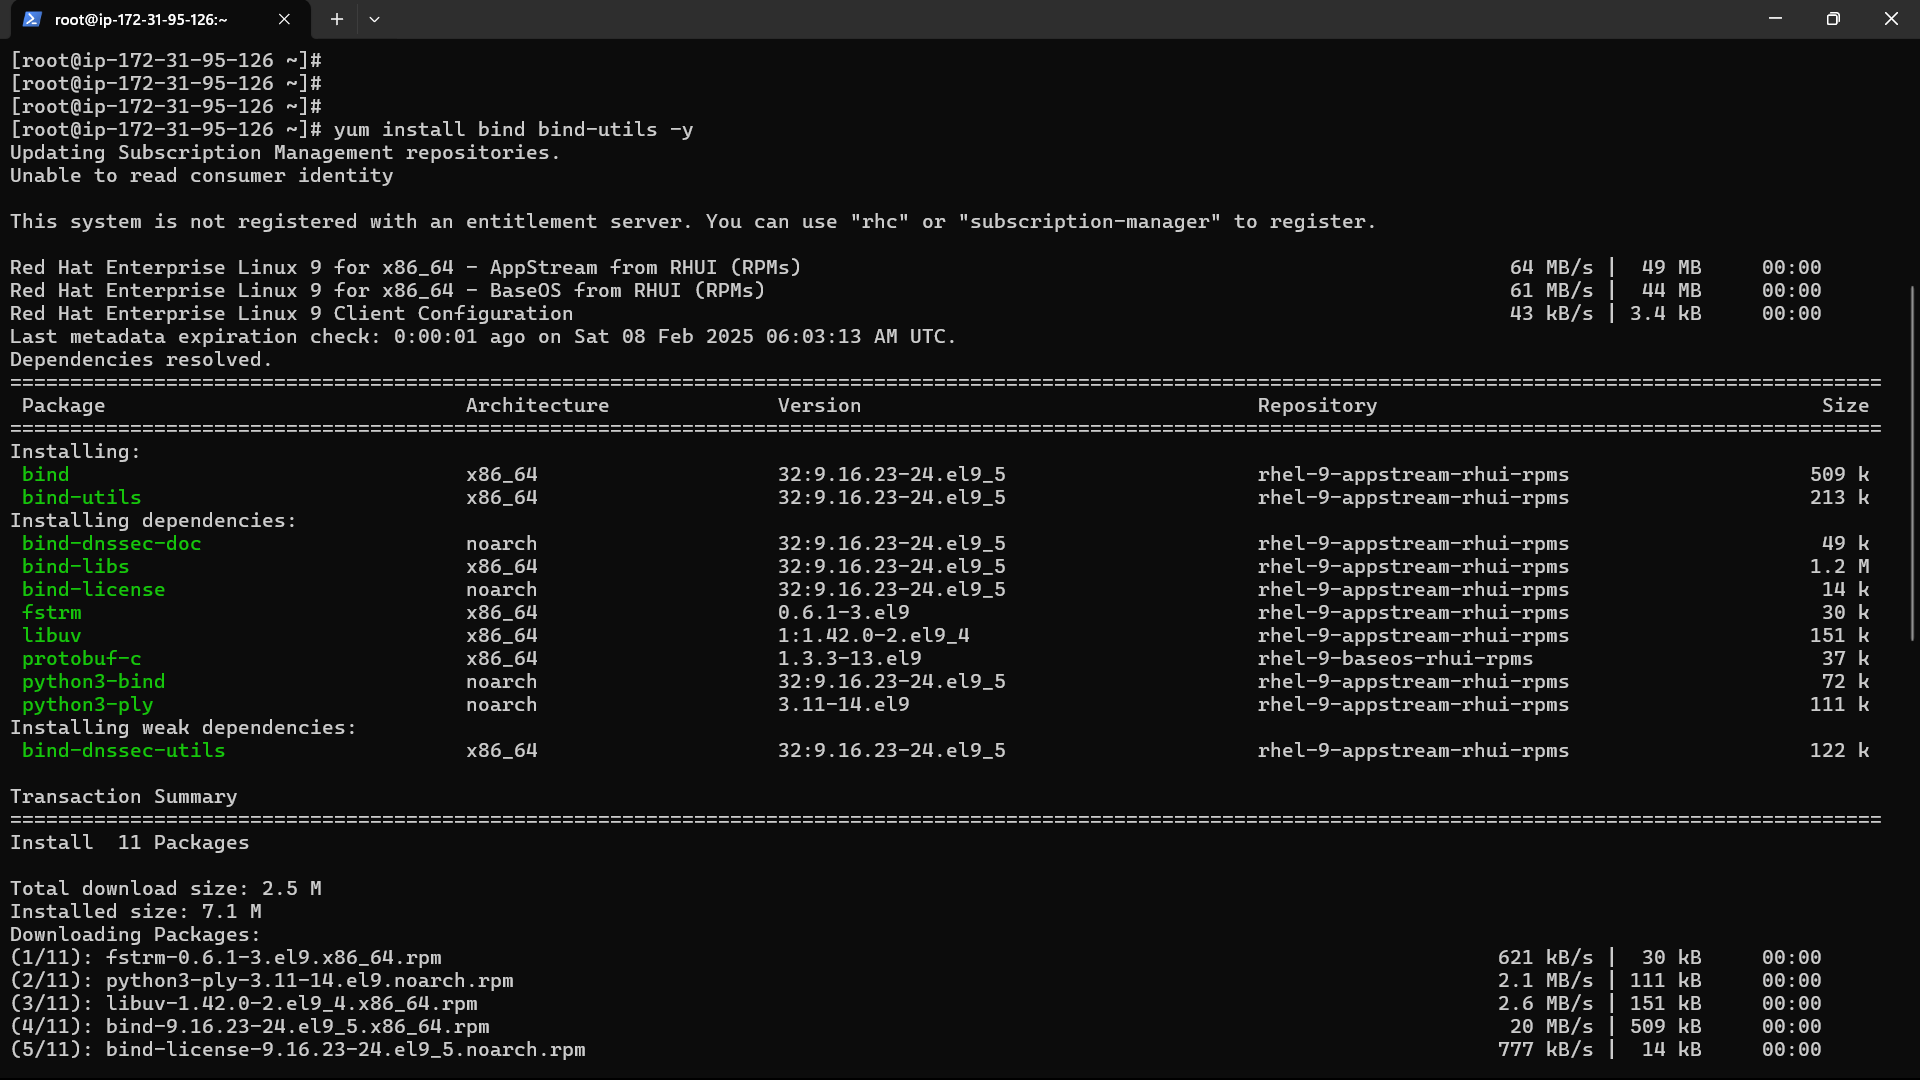 root@ip-172-31-95-126:~
[root@ip-172-31-95-126 ~]#
[root@ip-172-31-95-126 ~]#
[root@ip-172-31-95-126 ~]#
[root@ip-172-31-95-126 ~]# yum install bind bind-utils -y
Updating Subscription Management repositories.
Unable to read consumer identity
This system is not registered with an entitlement server. You can use "rhc" or "subscription-manager" to register.
Red Hat Enterprise Linux 9 for x86_64 - AppStream from RHUI (RPMs) 64 MB/s | 49 MB 00:00
Red Hat Enterprise Linux 9 for x86_64 - BaseOS from RHUI (RPMs) 61 MB/s | 44 MB 00:00
Red Hat Enterprise Linux 9 Client Configuration 43 kB/s | 3.4 kB 00:00
Last metadata expiration check: 0:00:01 ago on Sat 08 Feb 2025 06:03:13 AM UTC.
Dependencies resolved.
============================================================================================================================================================
Package Architecture Version Repository Size
============================================================================================================================================================
Installing:
bind x86_64 32:9.16.23-24.el9_5 rhel-9-appstream-rhui-rpms 509 k
bind-utils x86_64 32:9.16.23-24.el9_5 rhel-9-appstream-rhui-rpms 213 k
Installing dependencies:
bind-dnssec-doc noarch 32:9.16.23-24.el9_5 rhel-9-appstream-rhui-rpms 49 k
bind-libs x86_64 32:9.16.23-24.el9_5 rhel-9-appstream-rhui-rpms 1.2 M
bind-license noarch 32:9.16.23-24.el9_5 rhel-9-appstream-rhui-rpms 14 k
fstrm x86_64 0.6.1-3.el9 rhel-9-appstream-rhui-rpms 30 k
libuv x86_64 1:1.42.0-2.el9_4 rhel-9-appstream-rhui-rpms 151 k
protobuf-c x86_64 1.3.3-13.el9 rhel-9-baseos-rhui-rpms 37 k
python3-bind noarch 32:9.16.23-24.el9_5 rhel-9-appstream-rhui-rpms 72 k
python3-ply noarch 3.11-14.el9 rhel-9-appstream-rhui-rpms 111 k
Installing weak dependencies:
bind-dnssec-utils x86_64 32:9.16.23-24.el9_5 rhel-9-appstream-rhui-rpms 122 k
Transaction Summary
============================================================================================================================================================
Install 11 Packages
Total download size: 2.5 M
Installed size: 7.1 M
Downloading Packages:
(1/11): fstrm-0.6.1-3.el9.x86_64.rpm 621 kB/s | 30 kB 00:00
(2/11): python3-ply-3.11-14.el9.noarch.rpm 2.1 MB/s | 111 kB 00:00
(3/11): libuv-1.42.0-2.el9_4.x86_64.rpm 2.6 MB/s | 151 kB 00:00
(4/11): bind-9.16.23-24.el9_5.x86_64.rpm 20 MB/s | 509 kB 00:00
(5/11): bind-license-9.16.23-24.el9_5.noarch.rpm 777 kB/s | 14 kB 00:00